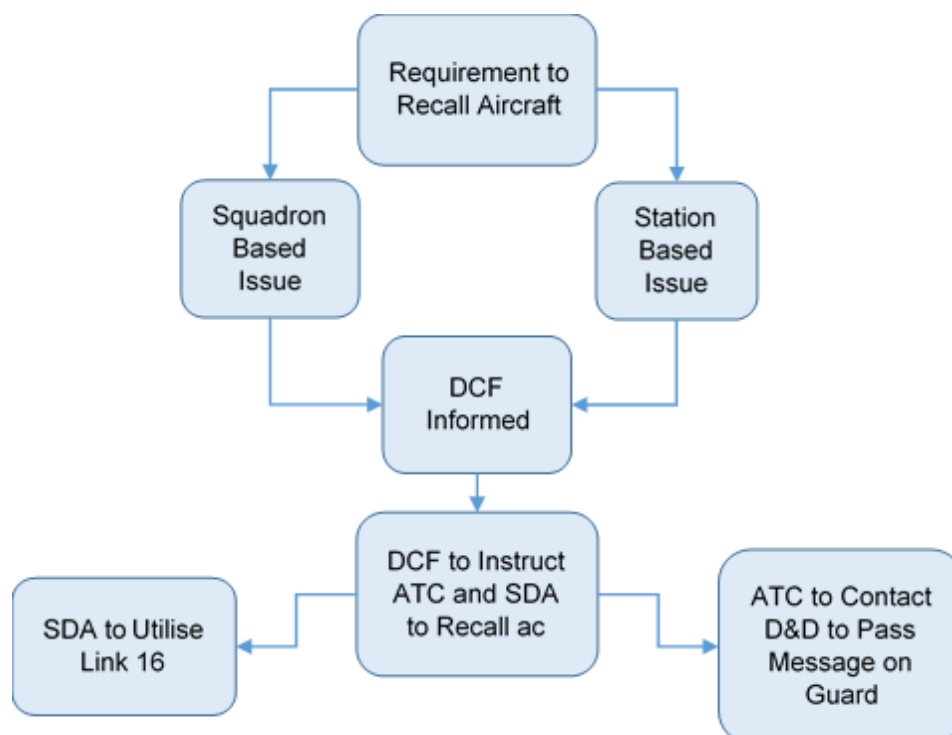 Requirement to
Recall Aircraft
Squadron
Based
Issue
Station
Based
Issue
DCF
Informed
DCF to Instruct
ATC and SDA
to Recall ac
SDA to Utilise
Link 16
ATC to Contact
D&D to Pass
Message on
Guard